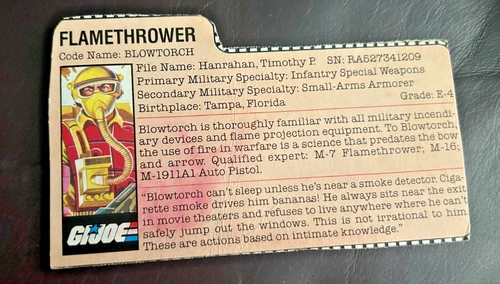 FLAMETHROWER
Code Name: BLOWTORCH
File Name: Hanrahan, Timothy P. SN: RA527341209
Primary Military Specialty: Infantry Special Weapons
Secondary Military Specialty: Small-Arms Armorer
Birthplace: Tampa, Florida Grade: E-4
Blowtorch is thoroughly familiar with all military incendi-
ary devices and flame projection equipment. To Blowtorch,
the use of fire in warfare is a science that predates the bow
and arrow. Qualified expert: M-7 Flamethrower; M-16;
M-1911A1 Auto Pistol.
"Blowtorch can't sleep unless he's near a smoke detector. Ciga-
rette smoke drives him bananas! He always sits near the exit
in movie theaters and refuses to live anywhere where he can't
safely jump out the windows. This is not irrational to him.
These are actions based on intimate knowledge."
GI JOE